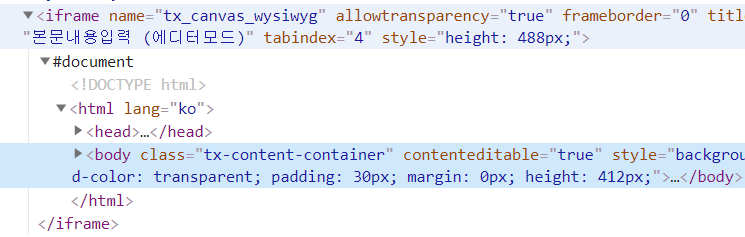 ▼<iframe name="tx_canvas_wysiwyg" allowtransparency="true" frameborder="0" titl
"본문내용입력 (에디터모드)" tabindex="4" style="height: 488px;">
▼#document
<!DOCTYPE html>
▼<html lang="ko">
▶<head>…</head>
▶<body class="tx-content-container" contenteditable="true" style="backgroun
d-color: transparent; padding: 30px; margin: 0px; height: 412px;">…</body>
</html>
</iframe>